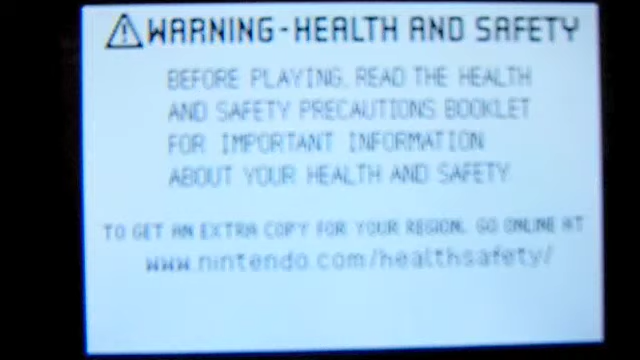 ⚠WARNING-HEALTH AND SAFETY
BEFORE PLAYING, READ THE HEALTH
AND SAFETY PRECAUTIONS BOOKLET
FOR IMPORTANT INFORMATION
ABOUT YOUR HEALTH AND SAFETY.
TO GET AN EXTRA COPY FOR YOUR REGION, GO ONLINE AT
www.nintendo.com/healthsafety/